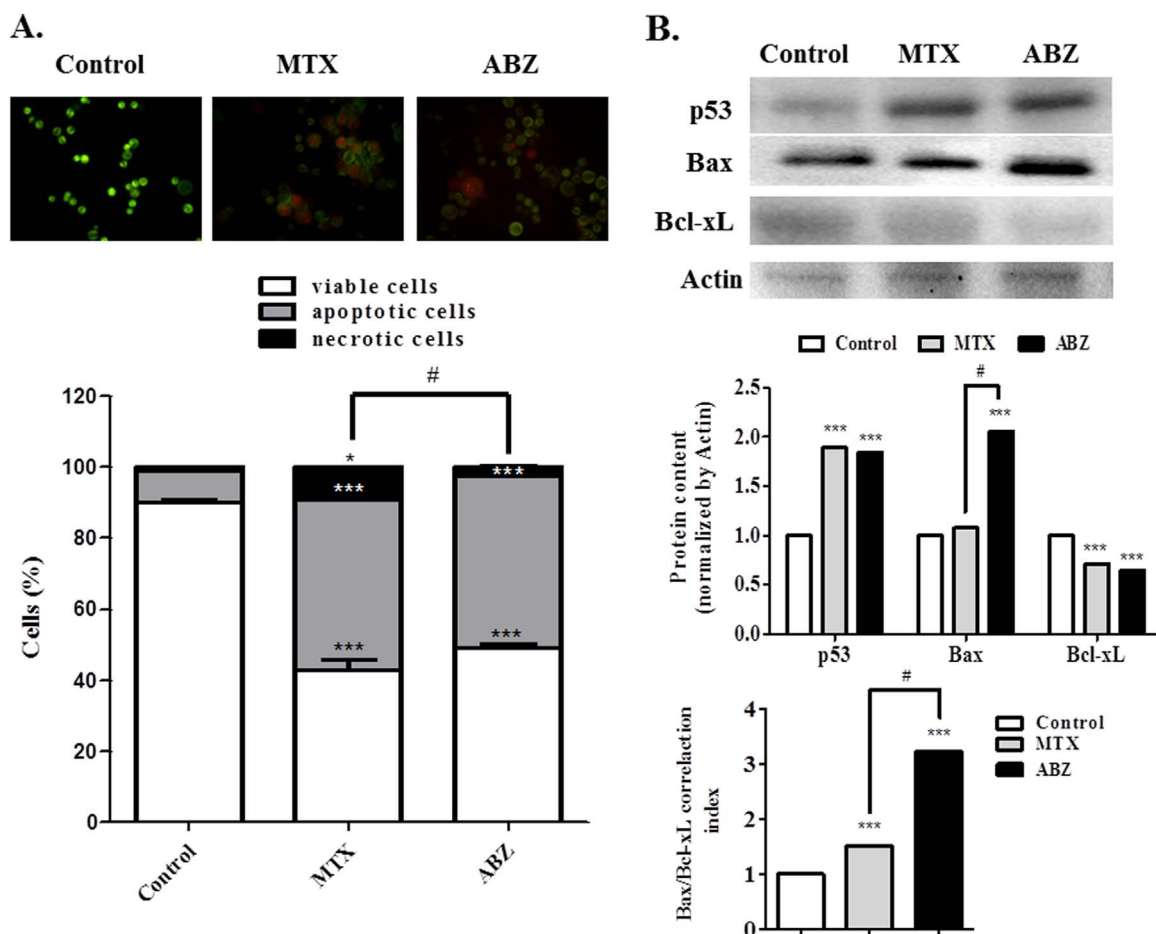 A.
Control MTX ABZ
viable cells
apoptotic cells
necrotic cells
#
120
100
80
60
40
20
0
Cells (%)
*
***
***
***
***
Control
MTX
ABZ
B.
Control MTX ABZ
p53
Bax
Bcl-xL
Actin
Control MTX ABZ
Protein content
(normalized by Actin)
2.5
2.0
1.5
1.0
0.5
0.0
*** ***
#
***
***
***
p53 Bax Bcl-xL
Bax/Bcl-xL correlaction
index
4
3
2
1
0
#
***
***
Control
MTX
ABZ